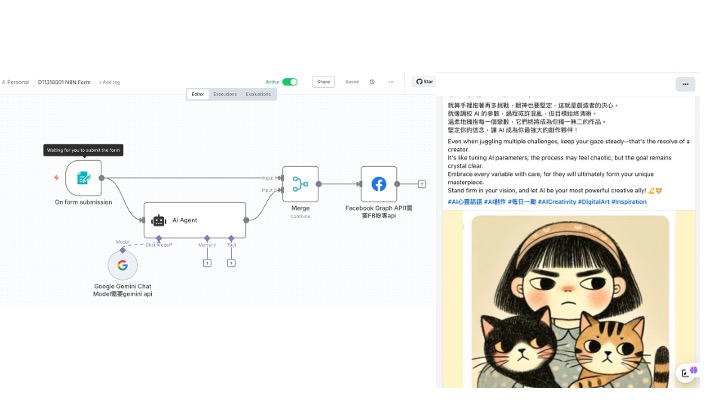 Personal / D11318001 N8N Form + Add tag
Active
Share
Saved
...
Star
Editor Executions Evaluations
Waiting for you to submit the form
On form submission
AI Agent
Model*
Chat Model*
Memory
Tool
Input 1
Input 2
Merge
combine
Google Gemini Chat
Model需要gemini api
Facebook Graph API需
要FB粉專api
就算手裡抱著再多挑戰,眼神也要堅定,這就是創造者的決心。
就像調校 AI 的參數,過程或許混亂,但目標始終清晰。
溫柔地擁抱每一個變數,它們終將成為你獨一無二的作品。
堅定你的信念,讓 AI 成為你最強大的創作夥伴!
Even when juggling multiple challenges, keep your gaze steady—that's the resolve of a
creator.
It's like tuning AI parameters; the process may feel chaotic, but the goal remains
crystal clear.
Embrace every variable with care, for they will ultimately form your unique
masterpiece.
Stand firm in your vision, and let AI be your most powerful creative ally!
#AI心靈話語 #AI創作 #每日一勵 #AICreativity #DigitalArt #Inspiration